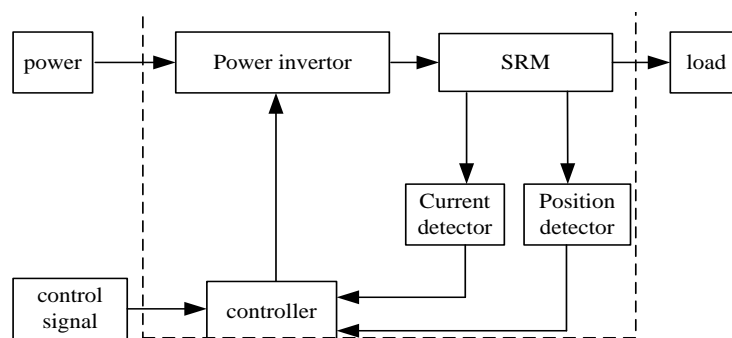 power
Power invertor
SRM
load
Current
detector
Position
detector
control
signal
controller